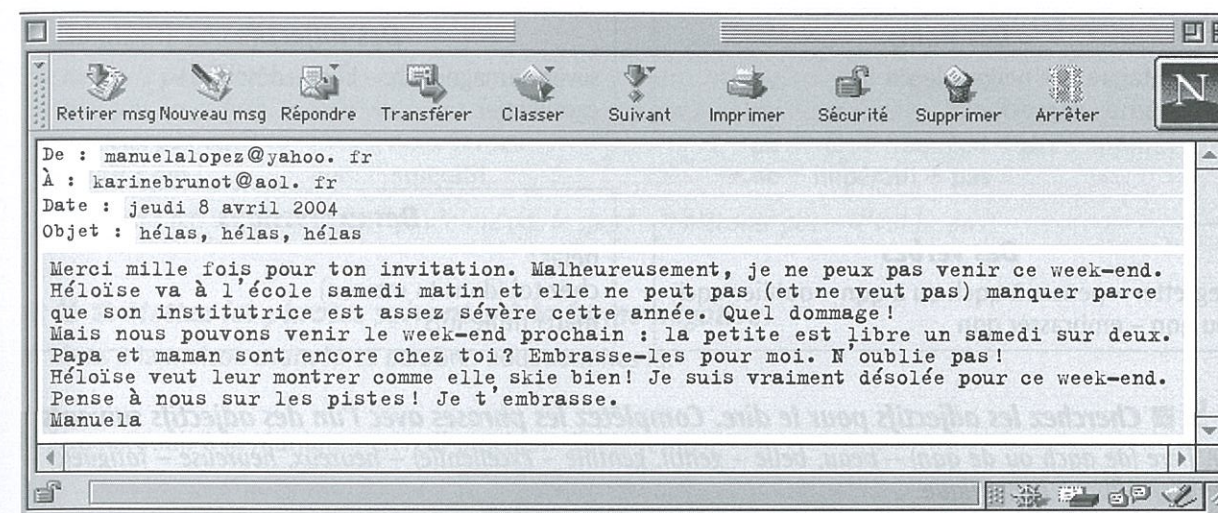 Retirer msg Nouveau msg Répondre Transférer Classer Suivant Imprimer Sécurité Supprimer Arrêter N
De : manuelalopez@yahoo. fr
À : karinebrunot@aol. fr
Date : jeudi 8 avril 2004
Objet : hélas, hélas, hélas
Merci mille fois pour ton invitation. Malheureusement, je ne peux pas venir ce week-end.
Héloïse va à l'école samedi matin et elle ne peut pas (et ne veut pas) manquer parce
que son institutrice est assez sévère cette année. Quel dommage!
Mais nous pouvons venir le week-end prochain : la petite est libre un samedi sur deux.
Papa et maman sont encore chez toi? Embrasse-les pour moi. N'oublie pas!
Héloïse veut leur montrer comme elle skie bien! Je suis vraiment désolée pour ce week-end.
Pense à nous sur les pistes! Je t'embrasse.
Manuela